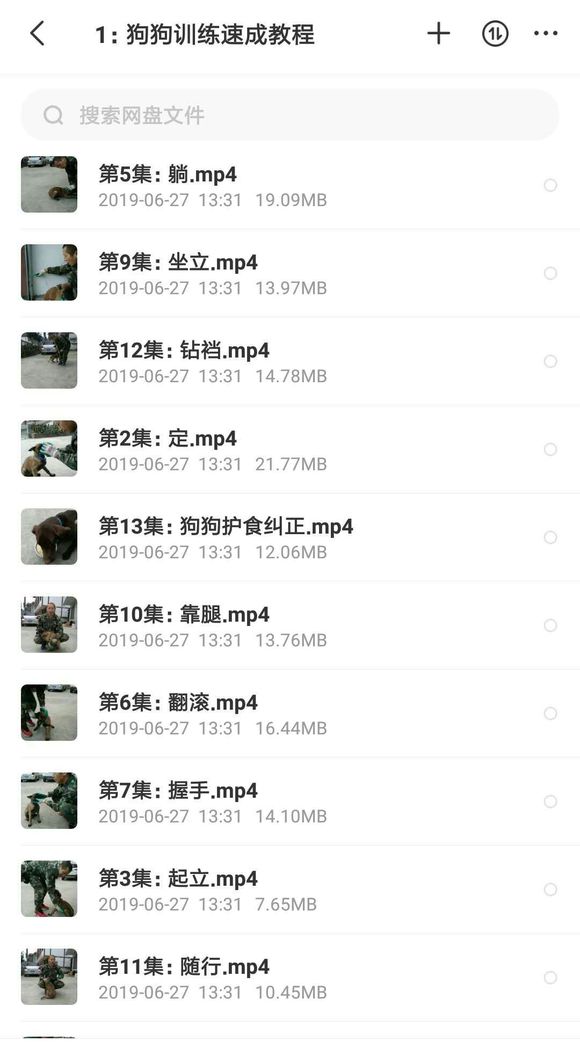 1：狗狗训练速成教程
搜索网盘文件
第5集：躺.mp4
2019-06-27 13:31 19.09MB
第9集：坐立.mp4
2019-06-27 13:31 13.97MB
第12集：钻裆.mp4
2019-06-27 13:31 14.78MB
第2集：定.mp4
2019-06-27 13:31 21.77MB
第13集：狗狗护食纠正.mp4
2019-06-27 13:31 12.06MB
第10集：靠腿.mp4
2019-06-27 13:31 13.76MB
第6集：翻滚.mp4
2019-06-27 13:31 16.44MB
第7集：握手.mp4
2019-06-27 13:31 14.10MB
第3集：起立.mp4
2019-06-27 13:31 7.65MB
第11集：随行.mp4
2019-06-27 13:31 10.45MB